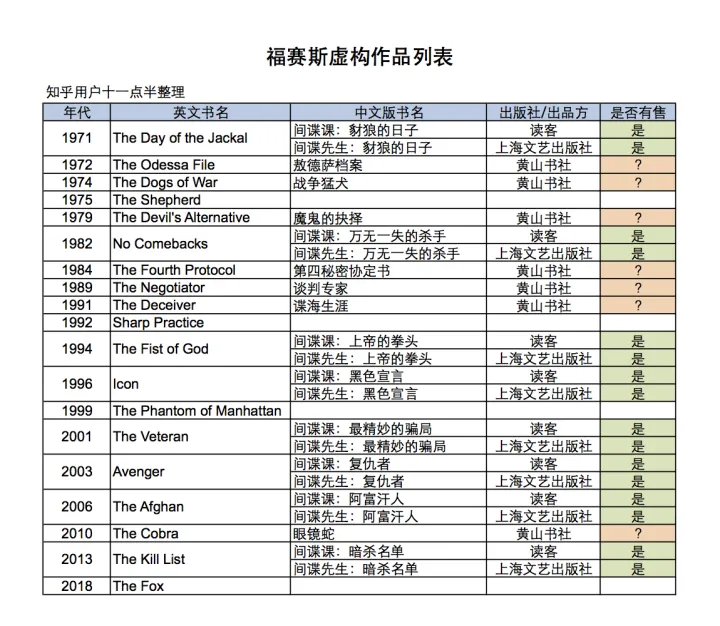 福赛斯虚构作品列表
知乎用户十一点半整理
年代 英文书名 中文版书名 出版社/出品方 是否有售
1971 The Day of the Jackal 间谍课：豺狼的日子 读客 是
间谍先生：豺狼的日子 上海文艺出版社 是
1972 The Odessa File 敖德萨档案 黄山书社 ?
1974 The Dogs of War 战争猛犬 黄山书社 ?
1975 The Shepherd
1979 The Devil's Alternative 魔鬼的抉择 黄山书社 ?
1982 No Comebacks 间谍课：万无一失的杀手 读客 是
间谍先生：万无一失的杀手 上海文艺出版社 是
1984 The Fourth Protocol 第四秘密协定书 黄山书社 ?
1989 The Negotiator 谈判专家 黄山书社 ?
1991 The Deceiver 谍海生涯 黄山书社 ?
1992 Sharp Practice
1994 The Fist of God 间谍课：上帝的拳头 读客 是
间谍先生：上帝的拳头 上海文艺出版社 是
1996 Icon 间谍课：黑色宣言 读客 是
间谍先生：黑色宣言 上海文艺出版社 是
1999 The Phantom of Manhattan
2001 The Veteran 间谍课：最精妙的骗局 读客 是
间谍先生：最精妙的骗局 上海文艺出版社 是
2003 Avenger 间谍课：复仇者 读客 是
间谍先生：复仇者 上海文艺出版社 是
2006 The Afghan 间谍课：阿富汗人 读客 是
间谍先生：阿富汗人 上海文艺出版社 是
2010 The Cobra 眼镜蛇 黄山书社 ?
2013 The Kill List 间谍课：暗杀名单 读客 是
间谍先生：暗杀名单 上海文艺出版社 是
2018 The Fox